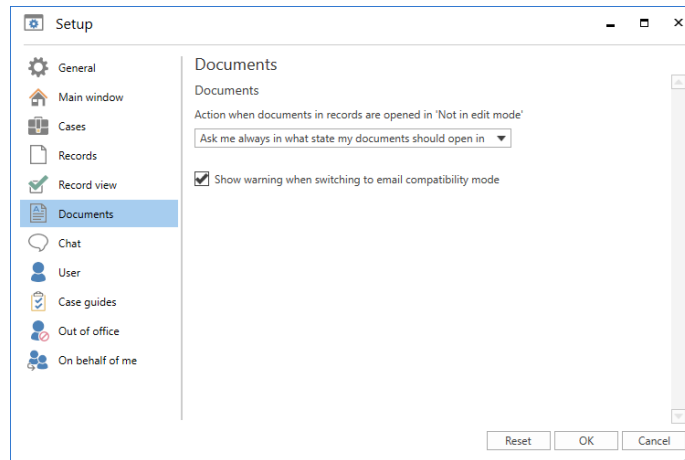 Setup
General
Main window
Cases
Records
Record view
Documents
Chat
User
Case guides
Out of office
On behalf of me
Documents
Documents
Action when documents in records are opened in 'Not in edit mode'
Ask me always in what state my documents should open in
Show warning when switching to email compatibility mode
Reset
OK
Cancel